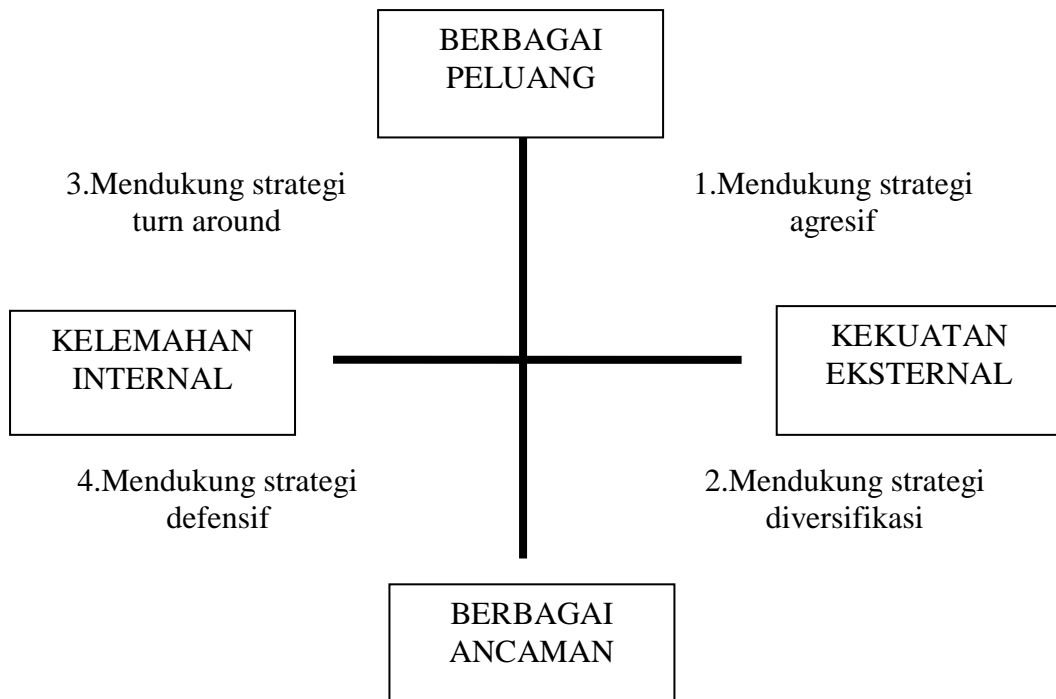 BERBAGAI
PELUANG
3.Mendukung strategi
turn around
1.Mendukung strategi
agresif
KELEMAHAN
INTERNAL
KEKUATAN
EKSTERNAL
4.Mendukung strategi
defensif
2.Mendukung strategi
diversifikasi
BERBAGAI
ANCAMAN